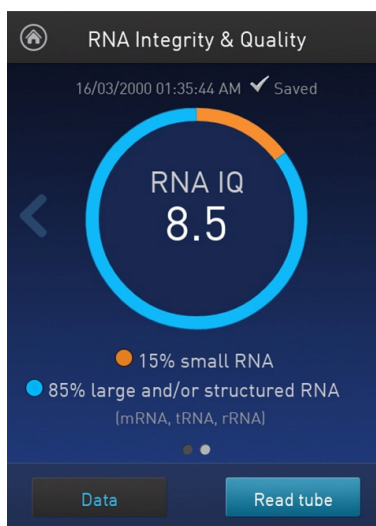 RNA Integrity & Quality
16/03/2000 01:35:44 AM ✔ Saved
RNA IQ
8.5
15% small RNA
85% large and/or structured RNA
(mRNA, tRNA, rRNA)
Data
Read tube